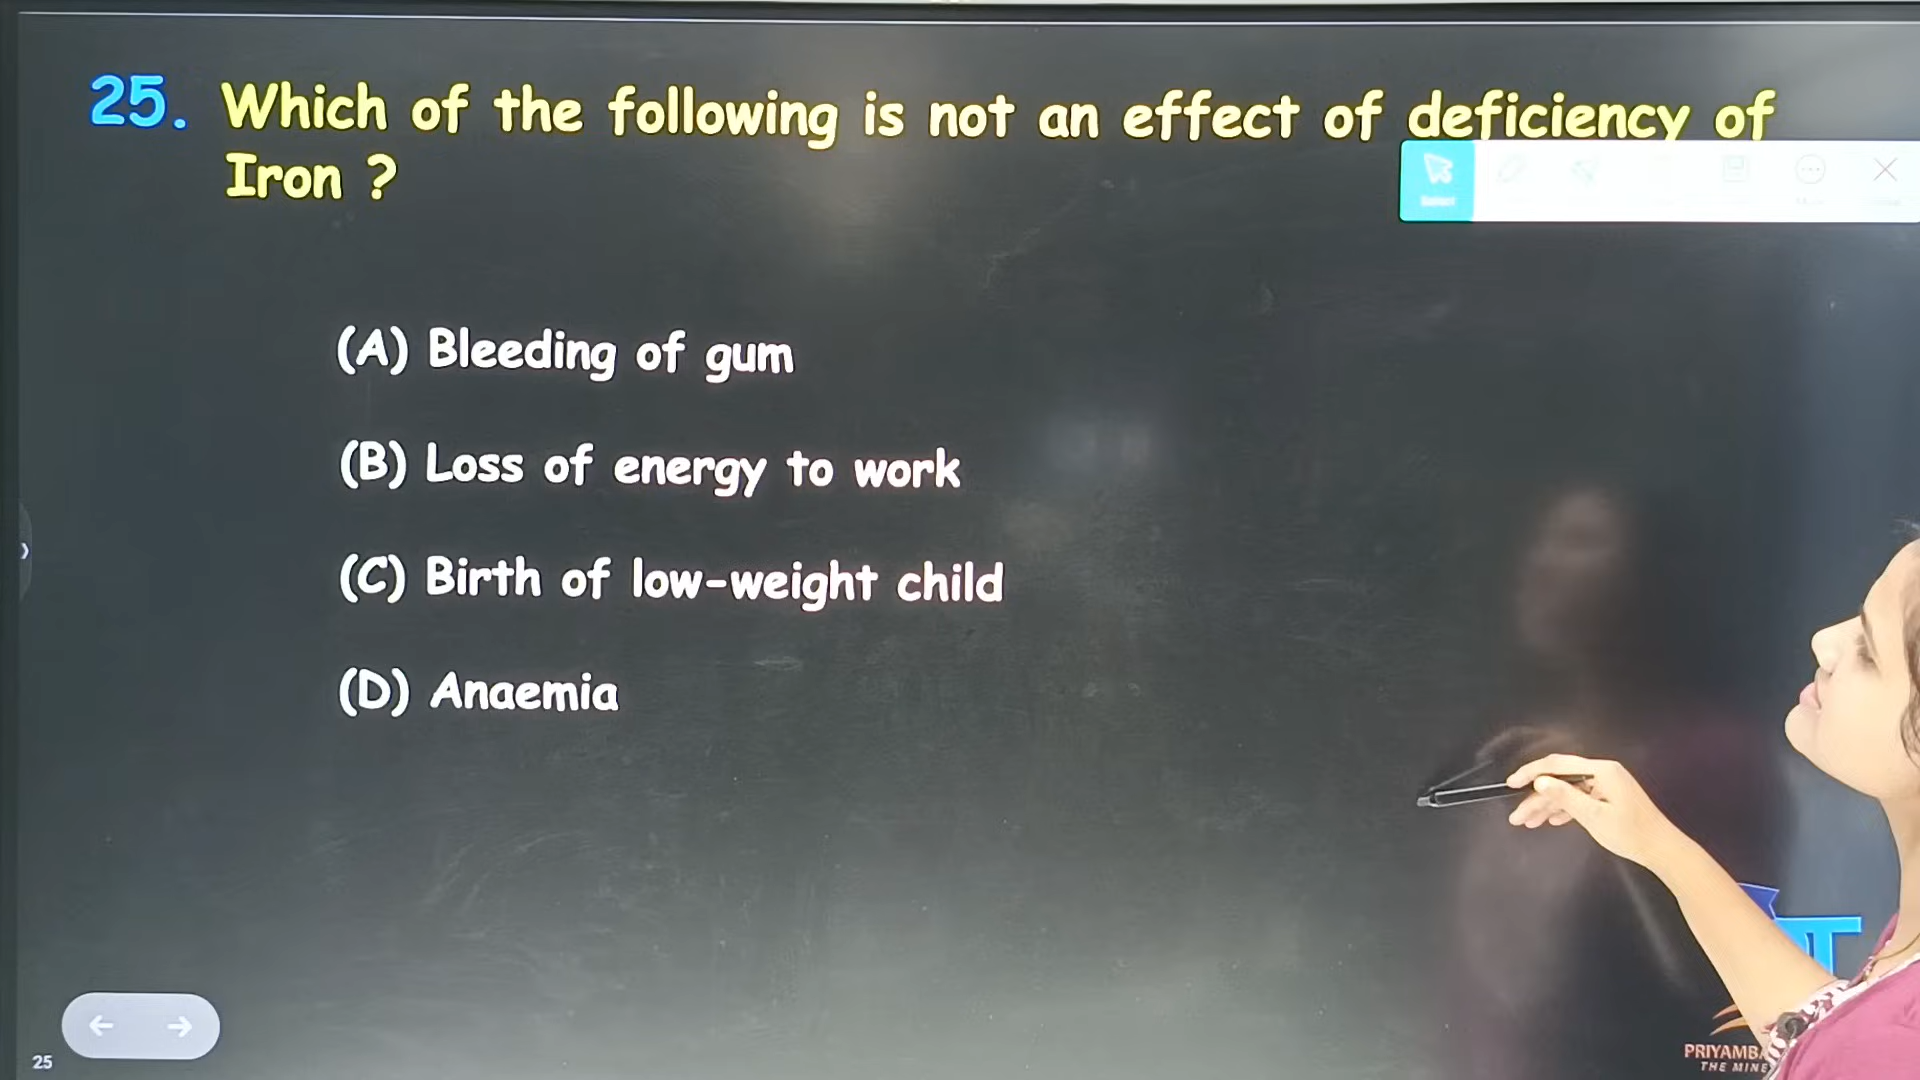 25. Which of the following is not an effect of deficiency of
Iron ?
(A) Bleeding of gum
(B) Loss of energy to work
(C) Birth of low-weight child
(D) Anaemia
25
THE MINE